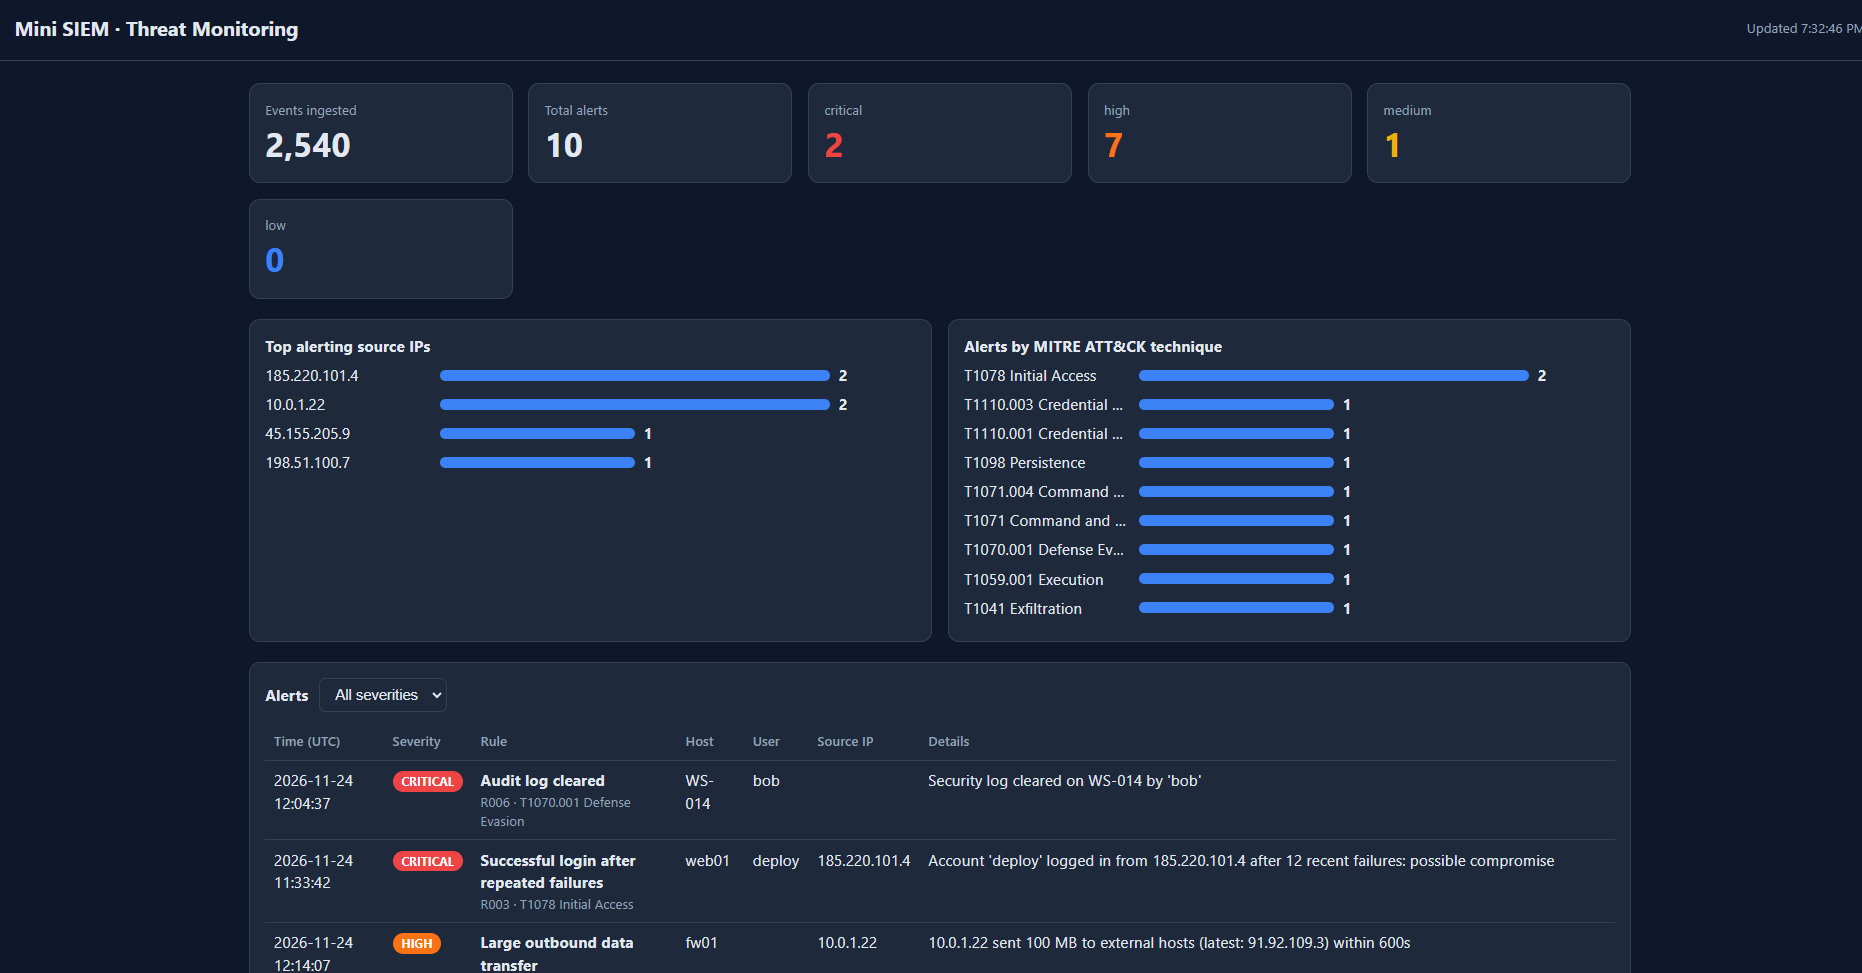 Mini SIEM · Threat Monitoring
Updated 7:32:46 PM
Events ingested
2,540
Total alerts
10
critical
2
high
7
medium
1
low
0
Top alerting source IPs
185.220.101.4 2
10.0.1.22 2
45.155.205.9 1
198.51.100.7 1
Alerts by MITRE ATT&CK technique
T1078 Initial Access 2
T1110.003 Credential ... 1
T1110.001 Credential ... 1
T1098 Persistence 1
T1071.004 Command ... 1
T1071 Command and ... 1
T1070.001 Defense Ev... 1
T1059.001 Execution 1
T1041 Exfiltration 1
Alerts All severities
Time (UTC) Severity Rule Host User Source IP Details
2026-11-24 CRITICAL Audit log cleared WS- bob Security log cleared on WS-014 by 'bob'
12:04:37 R006 · T1070.001 Defense 014
Evasion
2026-11-24 CRITICAL Successful login after web01 deploy 185.220.101.4 Account 'deploy' logged in from 185.220.101.4 after 12 recent failures: possible compromise
11:33:42 repeated failures
R003 · T1078 Initial Access
2026-11-24 HIGH Large outbound data fw01 10.0.1.22 10.0.1.22 sent 100 MB to external hosts (latest: 91.92.109.3) within 600s
12:14:07 transfer